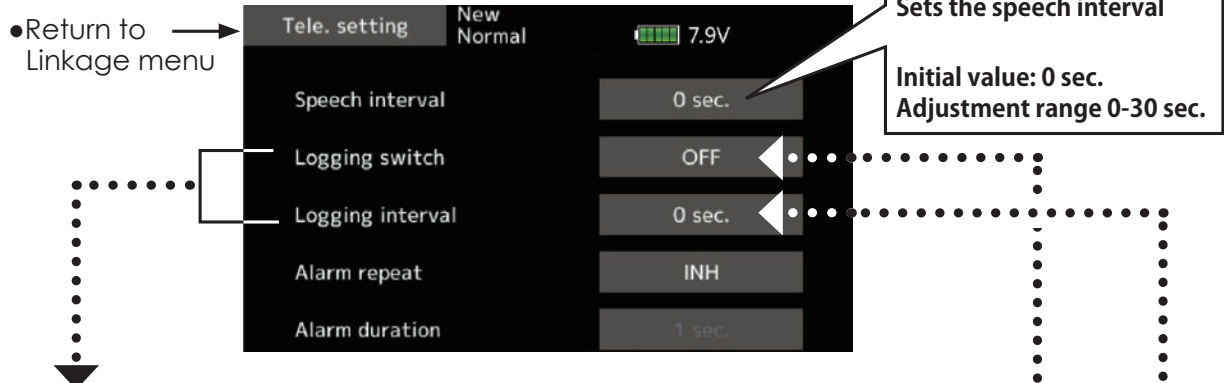 ●Return to
Linkage menu
Tele. setting
New
Normal
7.9V
Sets the speech interval
Initial value: 0 sec.
Adjustment range 0-30 sec.
Speech interval
0 sec.
Logging switch
OFF
Logging interval
0 sec.
Alarm repeat
INH
Alarm duration
1 sec.